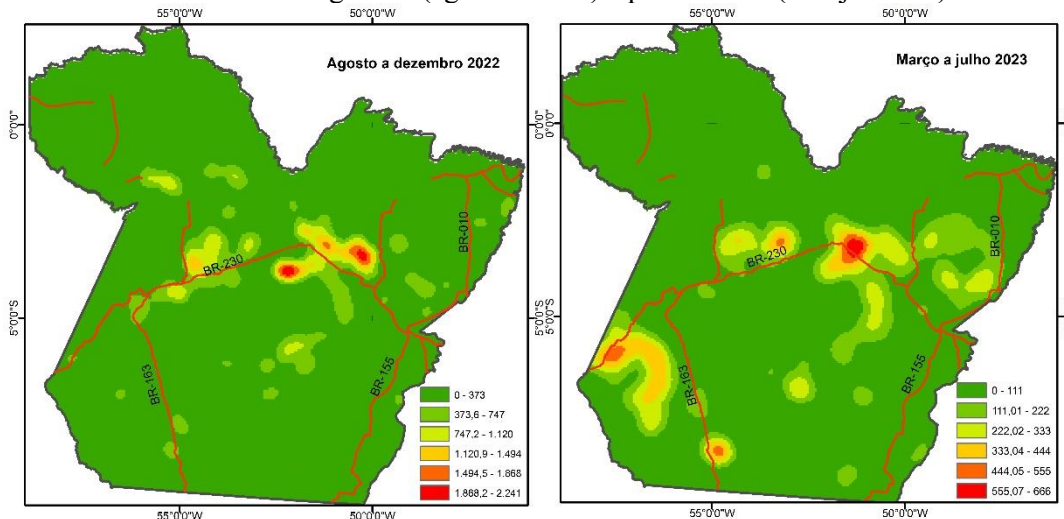 55°0'0"W 50°0'0"W
Agosto a dezembro 2022
0°0'0"
5°0'0"S
BR-230
BR-010
BR-163
BR-155
0 - 373
373,6 - 747
747,2 - 1.120
1.120,9 - 1.494
1.494,5 - 1.868
1.868,2 - 2.241
55°0'0"W 50°0'0"W
55°0'0"W 50°0'0"W
Março a julho 2023
0°0'0"
5°0'0"S
BR-230
BR-010
BR-163
BR-155
0 - 111
111,01 - 222
222,02 - 333
333,04 - 444
444,05 - 555
555,07 - 666
55°0'0"W 50°0'0"W